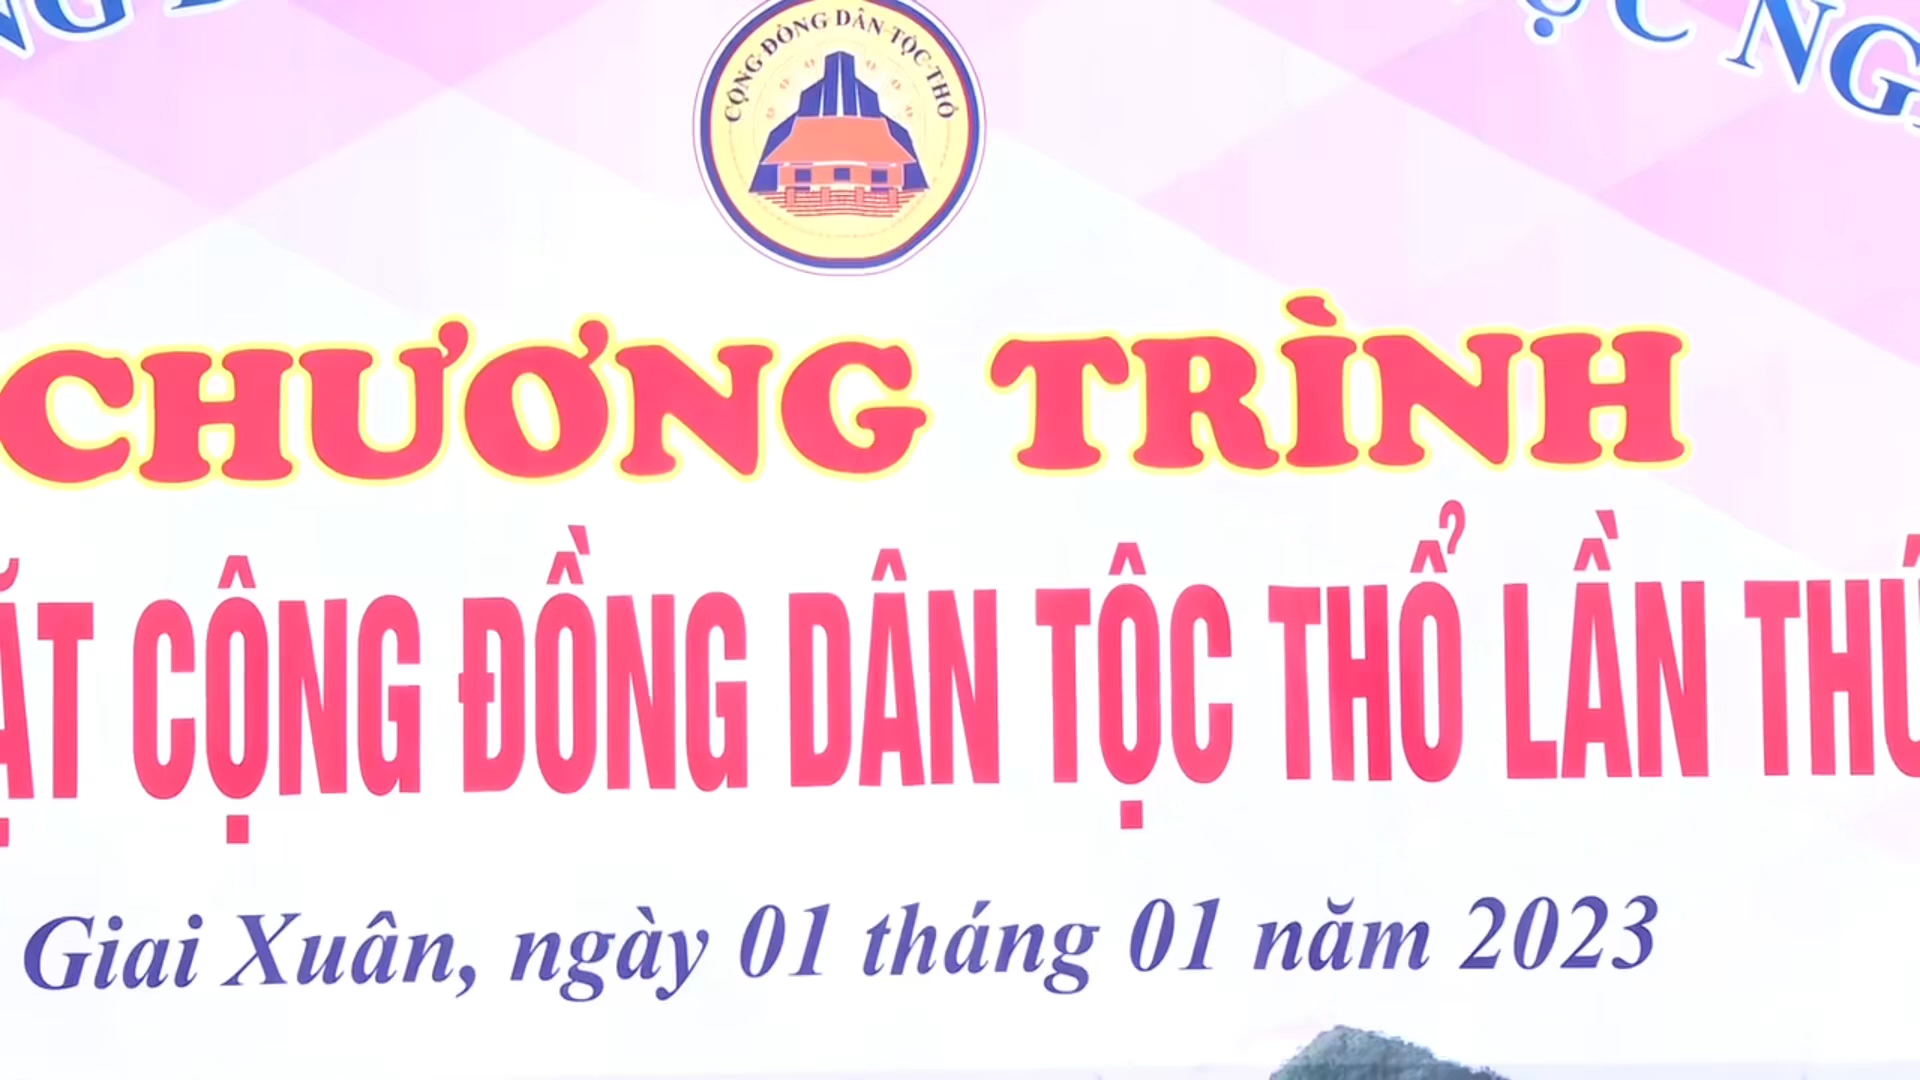 CỘNG ĐỒNG DÂN TỘC THỔ
CHƯƠNG TRÌNH
CỘNG ĐỒNG DÂN TỘC THỔ LẦN THỨ
Giai Xuân, ngày 01 tháng 01 năm 2023